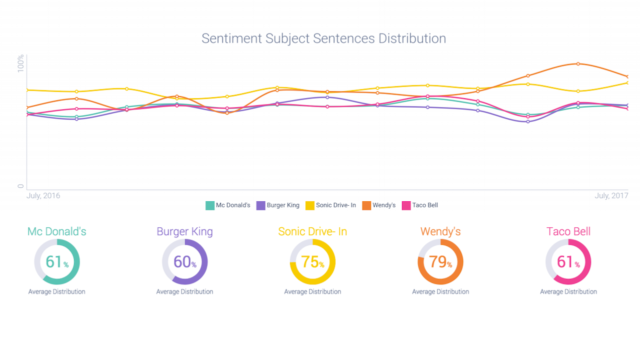 Sentiment Subject Sentences Distribution
100%
0
July, 2016 July, 2017
Mc Donald's Burger King Sonic Drive- In Wendy's Taco Bell
Mc Donald's Burger King Sonic Drive- In Wendy's Taco Bell
61% 60% 75% 79% 61%
Average Distribution Average Distribution Average Distribution Average Distribution Average Distribution